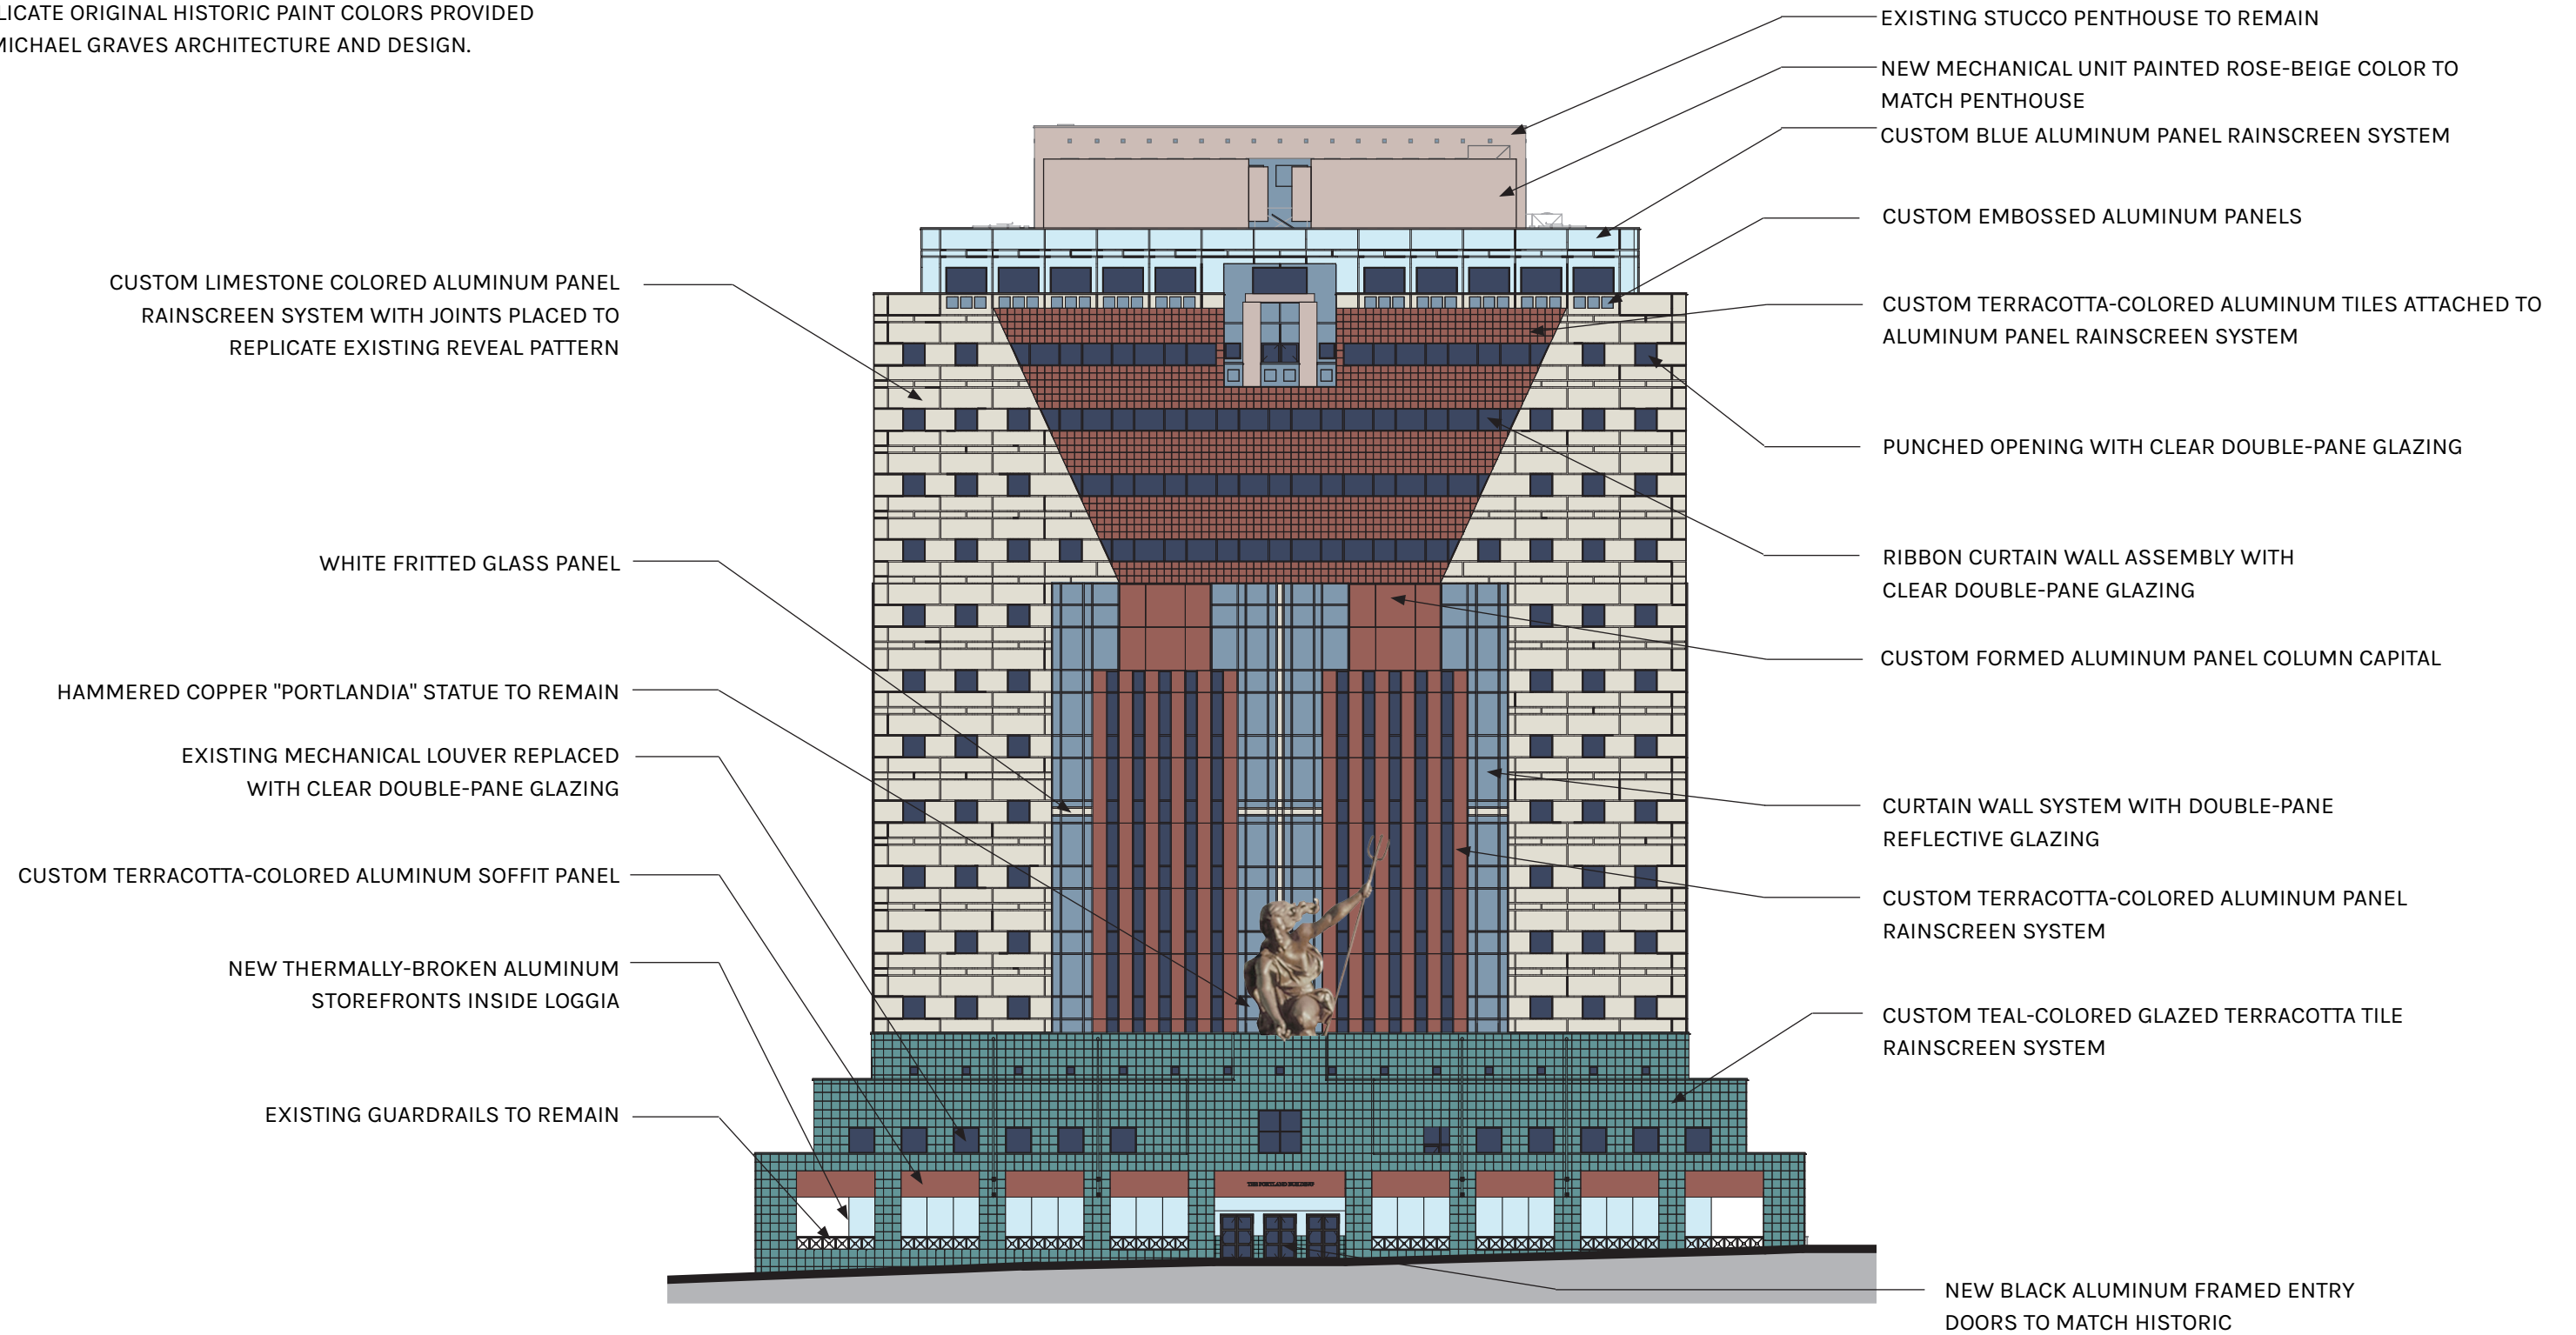 LICATE ORIGINAL HISTORIC PAINT COLORS PROVIDED
MICHAEL GRAVES ARCHITECTURE AND DESIGN.
CUSTOM LIMESTONE COLORED ALUMINUM PANEL
RAINSCREEN SYSTEM WITH JOINTS PLACED TO
REPLICATE EXISTING REVEAL PATTERN
WHITE FRITTED GLASS PANEL
HAMMERED COPPER "PORTLANDIA" STATUE TO REMAIN
EXISTING MECHANICAL LOUVER REPLACED
WITH CLEAR DOUBLE-PANE GLAZING
CUSTOM TERRACOTTA-COLORED ALUMINUM SOFFIT PANEL
NEW THERMALLY-BROKEN ALUMINUM
STOREFRONTS INSIDE LOGGIA
EXISTING GUARDRAILS TO REMAIN
EXISTING STUCCO PENTHOUSE TO REMAIN
NEW MECHANICAL UNIT PAINTED ROSE-BEIGE COLOR TO
MATCH PENTHOUSE
CUSTOM BLUE ALUMINUM PANEL RAINSCREEN SYSTEM
CUSTOM EMBOSSED ALUMINUM PANELS
CUSTOM TERRACOTTA-COLORED ALUMINUM TILES ATTACHED TO
ALUMINUM PANEL RAINSCREEN SYSTEM
PUNCHED OPENING WITH CLEAR DOUBLE-PANE GLAZING
RIBBON CURTAIN WALL ASSEMBLY WITH
CLEAR DOUBLE-PANE GLAZING
CUSTOM FORMED ALUMINUM PANEL COLUMN CAPITAL
CURTAIN WALL SYSTEM WITH DOUBLE-PANE
REFLECTIVE GLAZING
CUSTOM TERRACOTTA-COLORED ALUMINUM PANEL
RAINSCREEN SYSTEM
CUSTOM TEAL-COLORED GLAZED TERRACOTTA TILE
RAINSCREEN SYSTEM
NEW BLACK ALUMINUM FRAMED ENTRY
DOORS TO MATCH HISTORIC